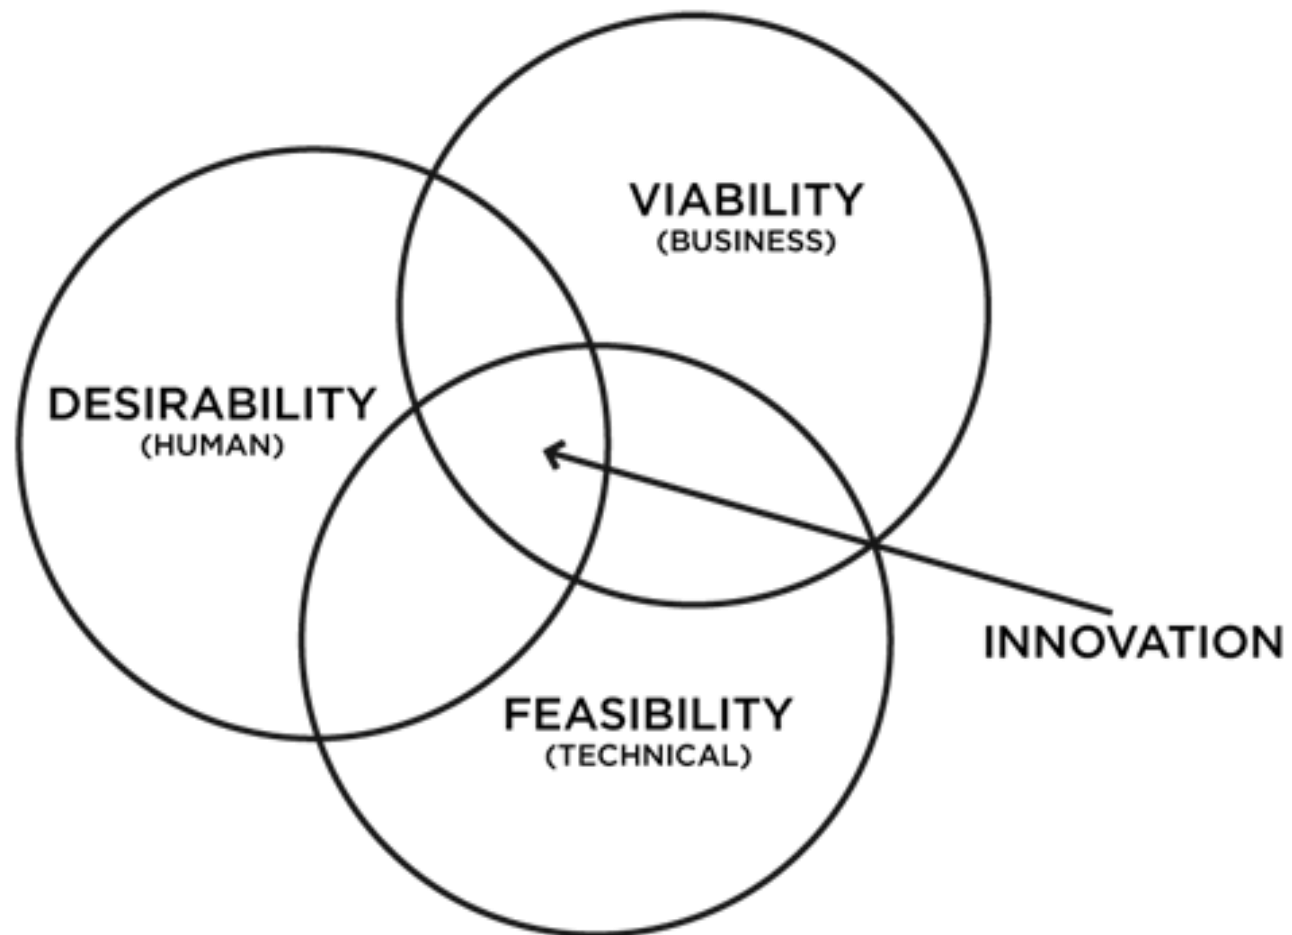 VIABILITY
(BUSINESS)
DESIRABILITY
(HUMAN)
INNOVATION
FEASIBILITY
(TECHNICAL)